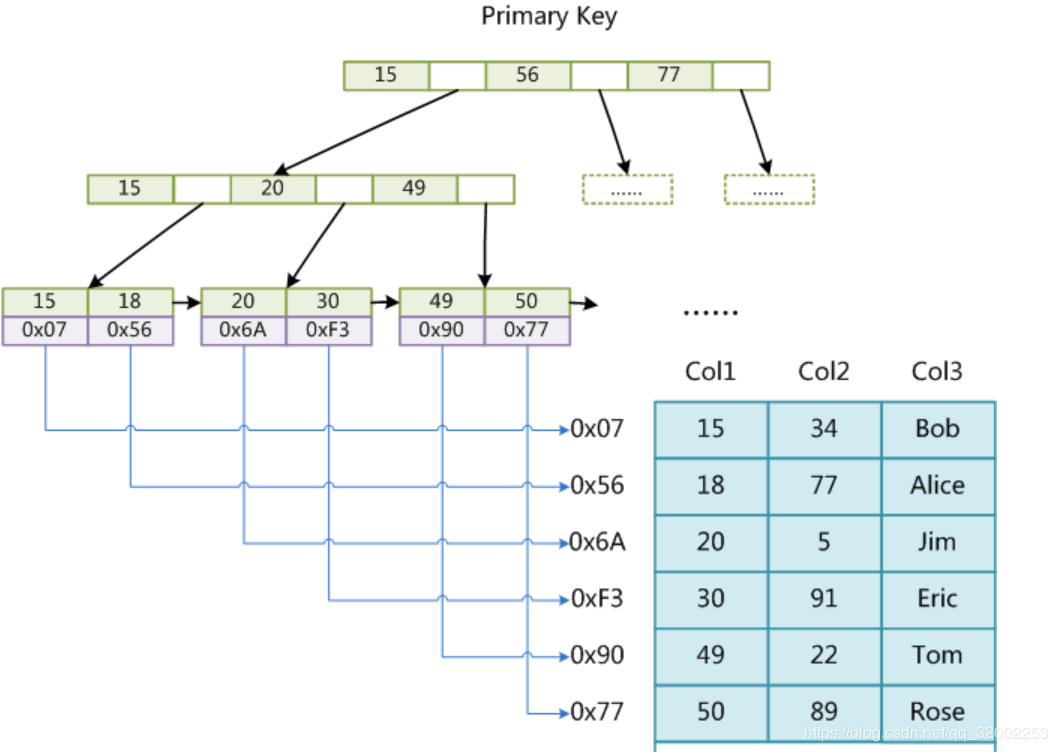 Primary Key
15 56 77
15 20 49
...... ......
15 18 20 30 49 50
0x07 0x56 0x6A 0xF3 0x90 0x77
......
Col1 Col2 Col3
0x07 15 34 Bob
0x56 18 77 Alice
0x6A 20 5 Jim
0xF3 30 91 Eric
0x90 49 22 Tom
0x77 50 89 Rose
https://blog.csdn.net/qq_32002253